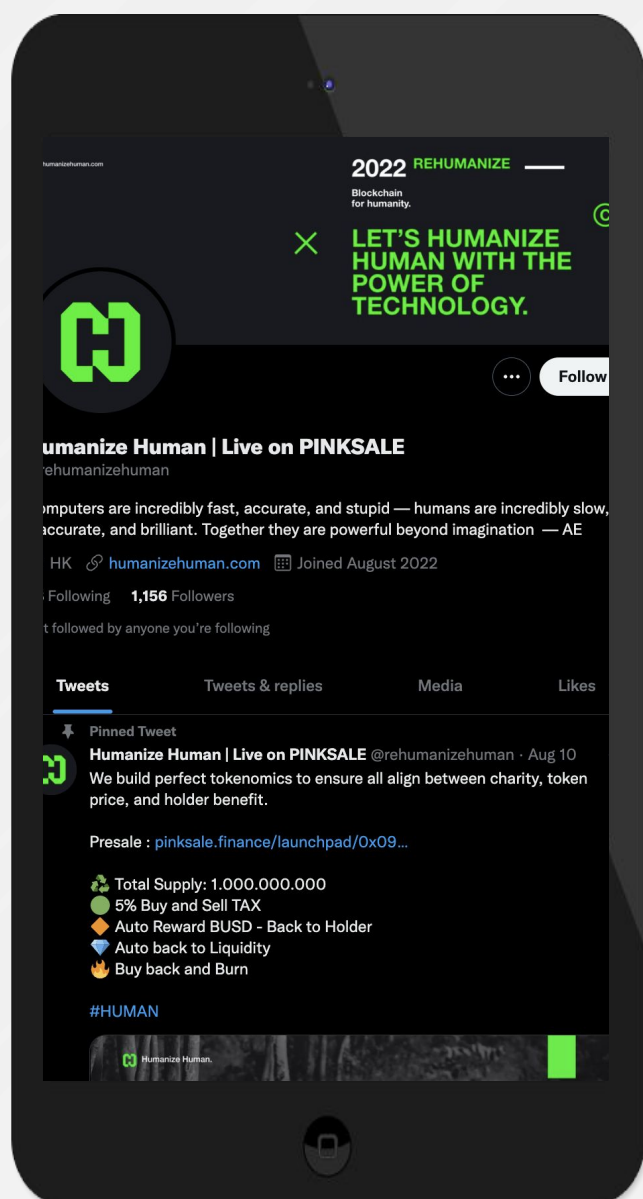 humanizehuman.com
2022 REHUMANIZE
Blockchain
for humanity.
LET'S HUMANIZE
HUMAN WITH THE
POWER OF
TECHNOLOGY.
Follow
umanize Human | Live on PINKSALE
rehumanizehuman
omputers are incredibly fast, accurate, and stupid — humans are incredibly slow,
accurate, and brilliant. Together they are powerful beyond imagination — AE
HK humanizehuman.com Joined August 2022
Following 1,156 Followers
t followed by anyone you're following
Tweets Tweets & replies Media Likes
Pinned Tweet
Humanize Human | Live on PINKSALE @rehumanizehuman · Aug 10
We build perfect tokenomics to ensure all align between charity, token
price, and holder benefit.
Presale : pinksale.finance/launchpad/0x09...
Total Supply: 1.000.000.000
5% Buy and Sell TAX
Auto Reward BUSD - Back to Holder
Auto back to Liquidity
Buy back and Burn
#HUMAN
Humanize Human.